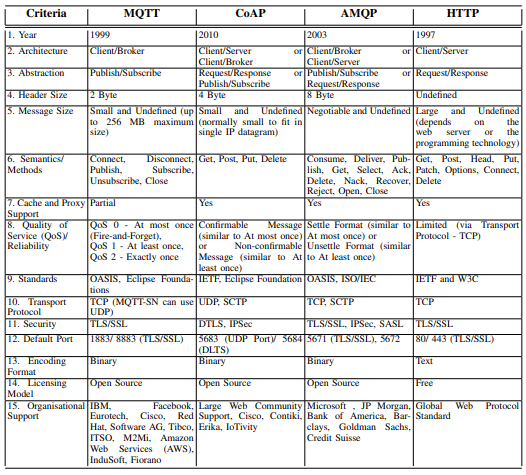 Criteria
MQTT
CoAP
AMQP
HTTP
1. Year
1999
2010
2003
1997
2. Architecture
Client/Broker
Client/Server or
Client/Broker
Client/Broker or
Client/Server
Client/Server
3. Abstraction
Publish/Subscribe
Request/Response or
Publish/Subscribe
Publish/Subscribe or
Request/Response
Request/Response
4. Header Size
2 Byte
4 Byte
8 Byte
Undefined
5. Message Size
Small and Undefined (up
to 256 MB maximum
size)
Small and Undefined
(normally small to fit in
single IP datagram)
Negotiable and Undefined
Large and Undefined
(depends on the
web server or the
programming technology)
6. Semantics/
Methods
Connect, Disconnect,
Publish, Subscribe,
Unsubscribe, Close
Get, Post, Put, Delete
Consume, Deliver, Pub-
lish, Get, Select, Ack,
Delete, Nack, Recover,
Reject, Open, Close
Get, Post, Head, Put,
Patch, Options, Connect,
Delete
7. Cache and Proxy
Support
Partial
Yes
Yes
Yes
8. Quality of
Service (QoS)/
Reliability
QoS 0 - At most once
(Fire-and-Forget),
QoS 1 - At least once,
QoS 2 - Exactly once
Confirmable Message
(similar to At most once)
or Non-confirmable
Message (similar to At
least once)
Settle Format (similar to
At most once) or
Unsettle Format (similar
to At least once)
Limited (via Transport
Protocol - TCP)
9. Standards
OASIS, Eclipse Founda-
tions
IETF, Eclipse Foundation
OASIS, ISO/IEC
IETF and W3C
10. Transport
Protocol
TCP (MQTT-SN can use
UDP)
UDP, SCTP
TCP, SCTP
TCP
11. Security
TLS/SSL
DTLS, IPSec
TLS/SSL, IPSec, SASL
TLS/SSL
12. Default Port
1883/ 8883 (TLS/SSL)
5683 (UDP Port)/ 5684
(DLTS)
5671 (TLS/SSL), 5672
80/ 443 (TLS/SSL)
13. Encoding
Format
Binary
Binary
Binary
Text
14. Licensing
Model
Open Source
Open Source
Open Source
Free
15. Organisational
Support
IBM, Facebook,
Eurotech, Cisco, Red
Hat, Software AG, Tibco,
ITSO, M2Mi, Amazon
Web Services (AWS),
InduSoft, Fiorano
Large Web Community
Support, Cisco, Contiki,
Erika, IoTivity
Microsoft , JP Morgan,
Bank of America, Bar-
clays, Goldman Sachs,
Credit Suisse
Global Web Protocol
Standard